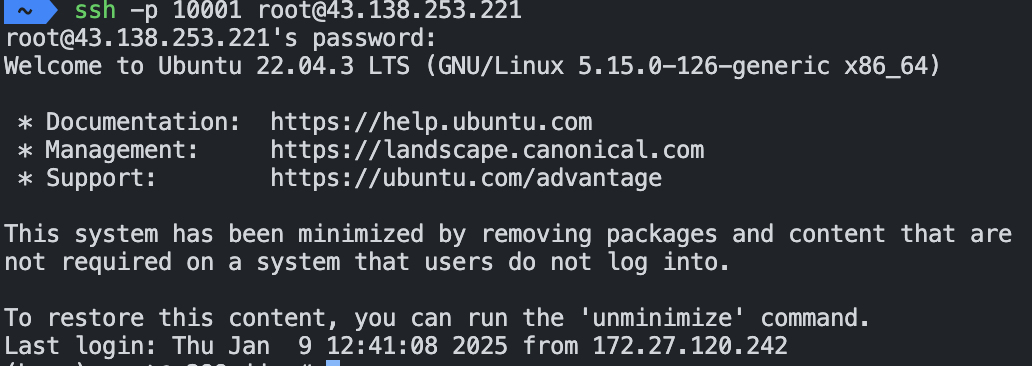 ~ ssh -p 10001 root@43.138.253.221
root@43.138.253.221's password:
Welcome to Ubuntu 22.04.3 LTS (GNU/Linux 5.15.0-126-generic x86_64)
* Documentation: https://help.ubuntu.com
* Management: https://landscape.canonical.com
* Support: https://ubuntu.com/advantage
This system has been minimized by removing packages and content that are
not required on a system that users do not log into.
To restore this content, you can run the 'unminimize' command.
Last login: Thu Jan 9 12:41:08 2025 from 172.27.120.242